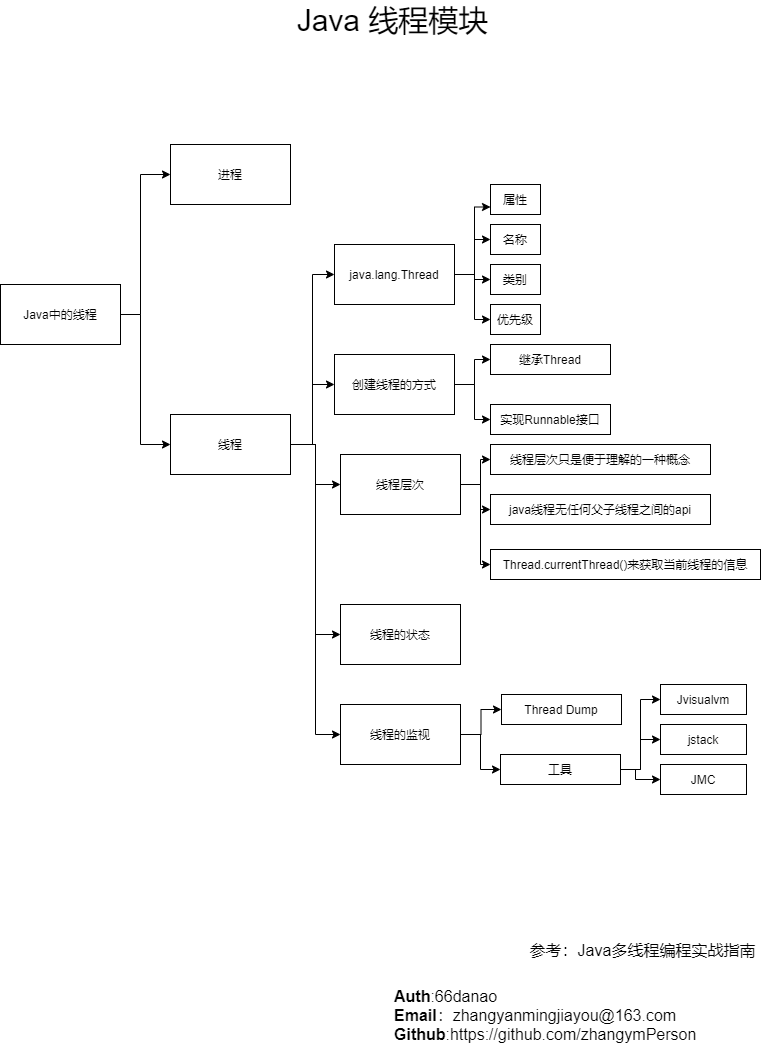 Java 线程模块
进程
Java中的线程
线程
java.lang.Thread
属性
名称
类别
优先级
创建线程的方式
继承Thread
实现Runnable接口
线程层次
线程层次只是便于理解的一种概念
java线程无任何父子线程之间的api
Thread.currentThread()来获取当前线程的信息
线程的状态
线程的监视
Thread Dump
工具
Jvisualvm
jstack
JMC
参考：Java多线程编程实战指南
Auth:66danao
Email：zhangyanmingjiayou@163.com
Github:https://github.com/zhangymPerson